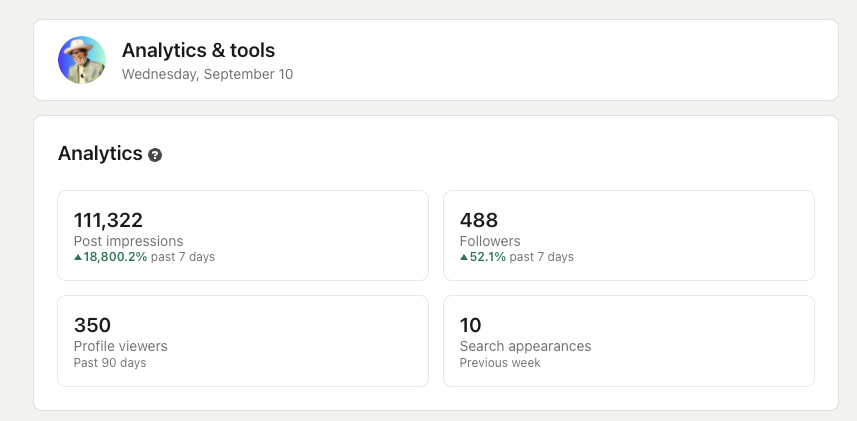 Analytics & tools
Wednesday, September 10
Analytics ?
111,322
Post impressions
▲18,800.2% past 7 days
488
Followers
▲52.1% past 7 days
350
Profile viewers
Past 90 days
10
Search appearances
Previous week